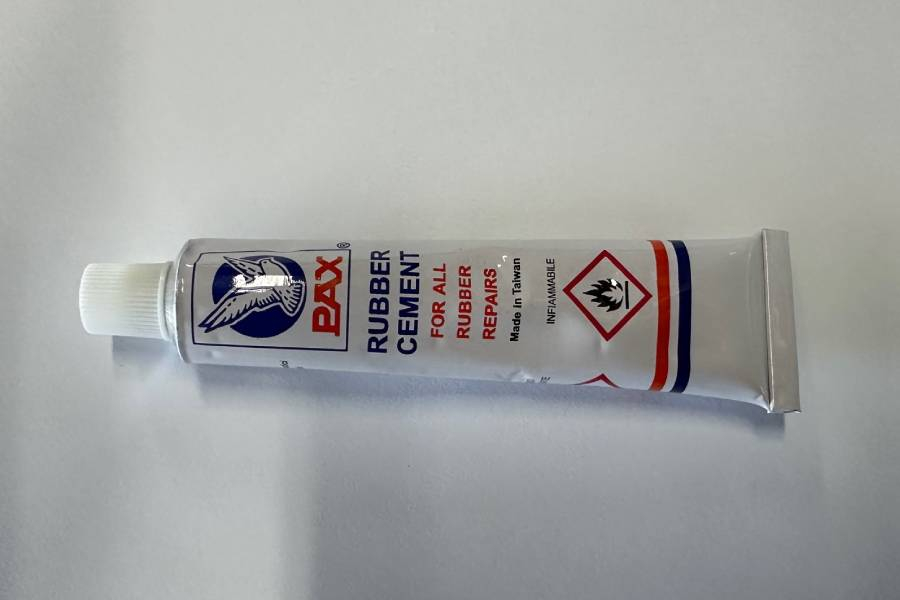 PAX®
RUBBER
CEMENT
FOR ALL
RUBBER
REPAIRS
Made in Taiwan
INFIAMMABILE